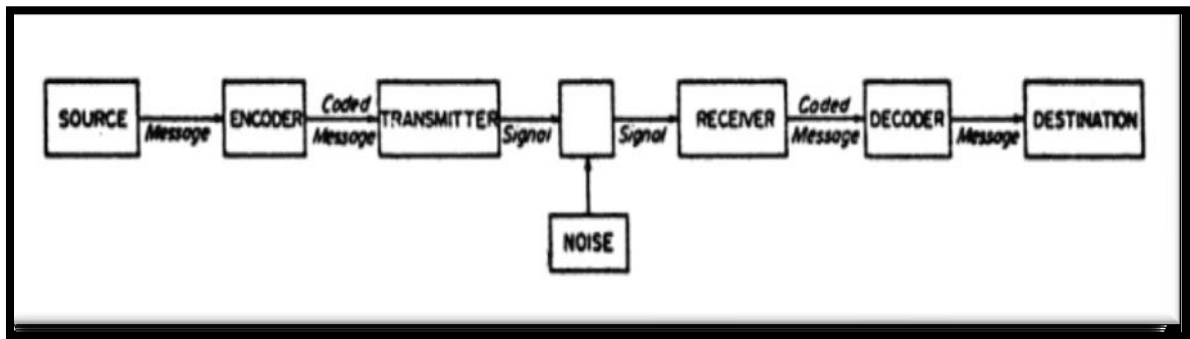 SOURCE
Message
ENCODER
Coded
Message
TRANSMITTER
Signal
Signal
RECEIVER
Coded
Message
DECODER
Message
DESTINATION
NOISE